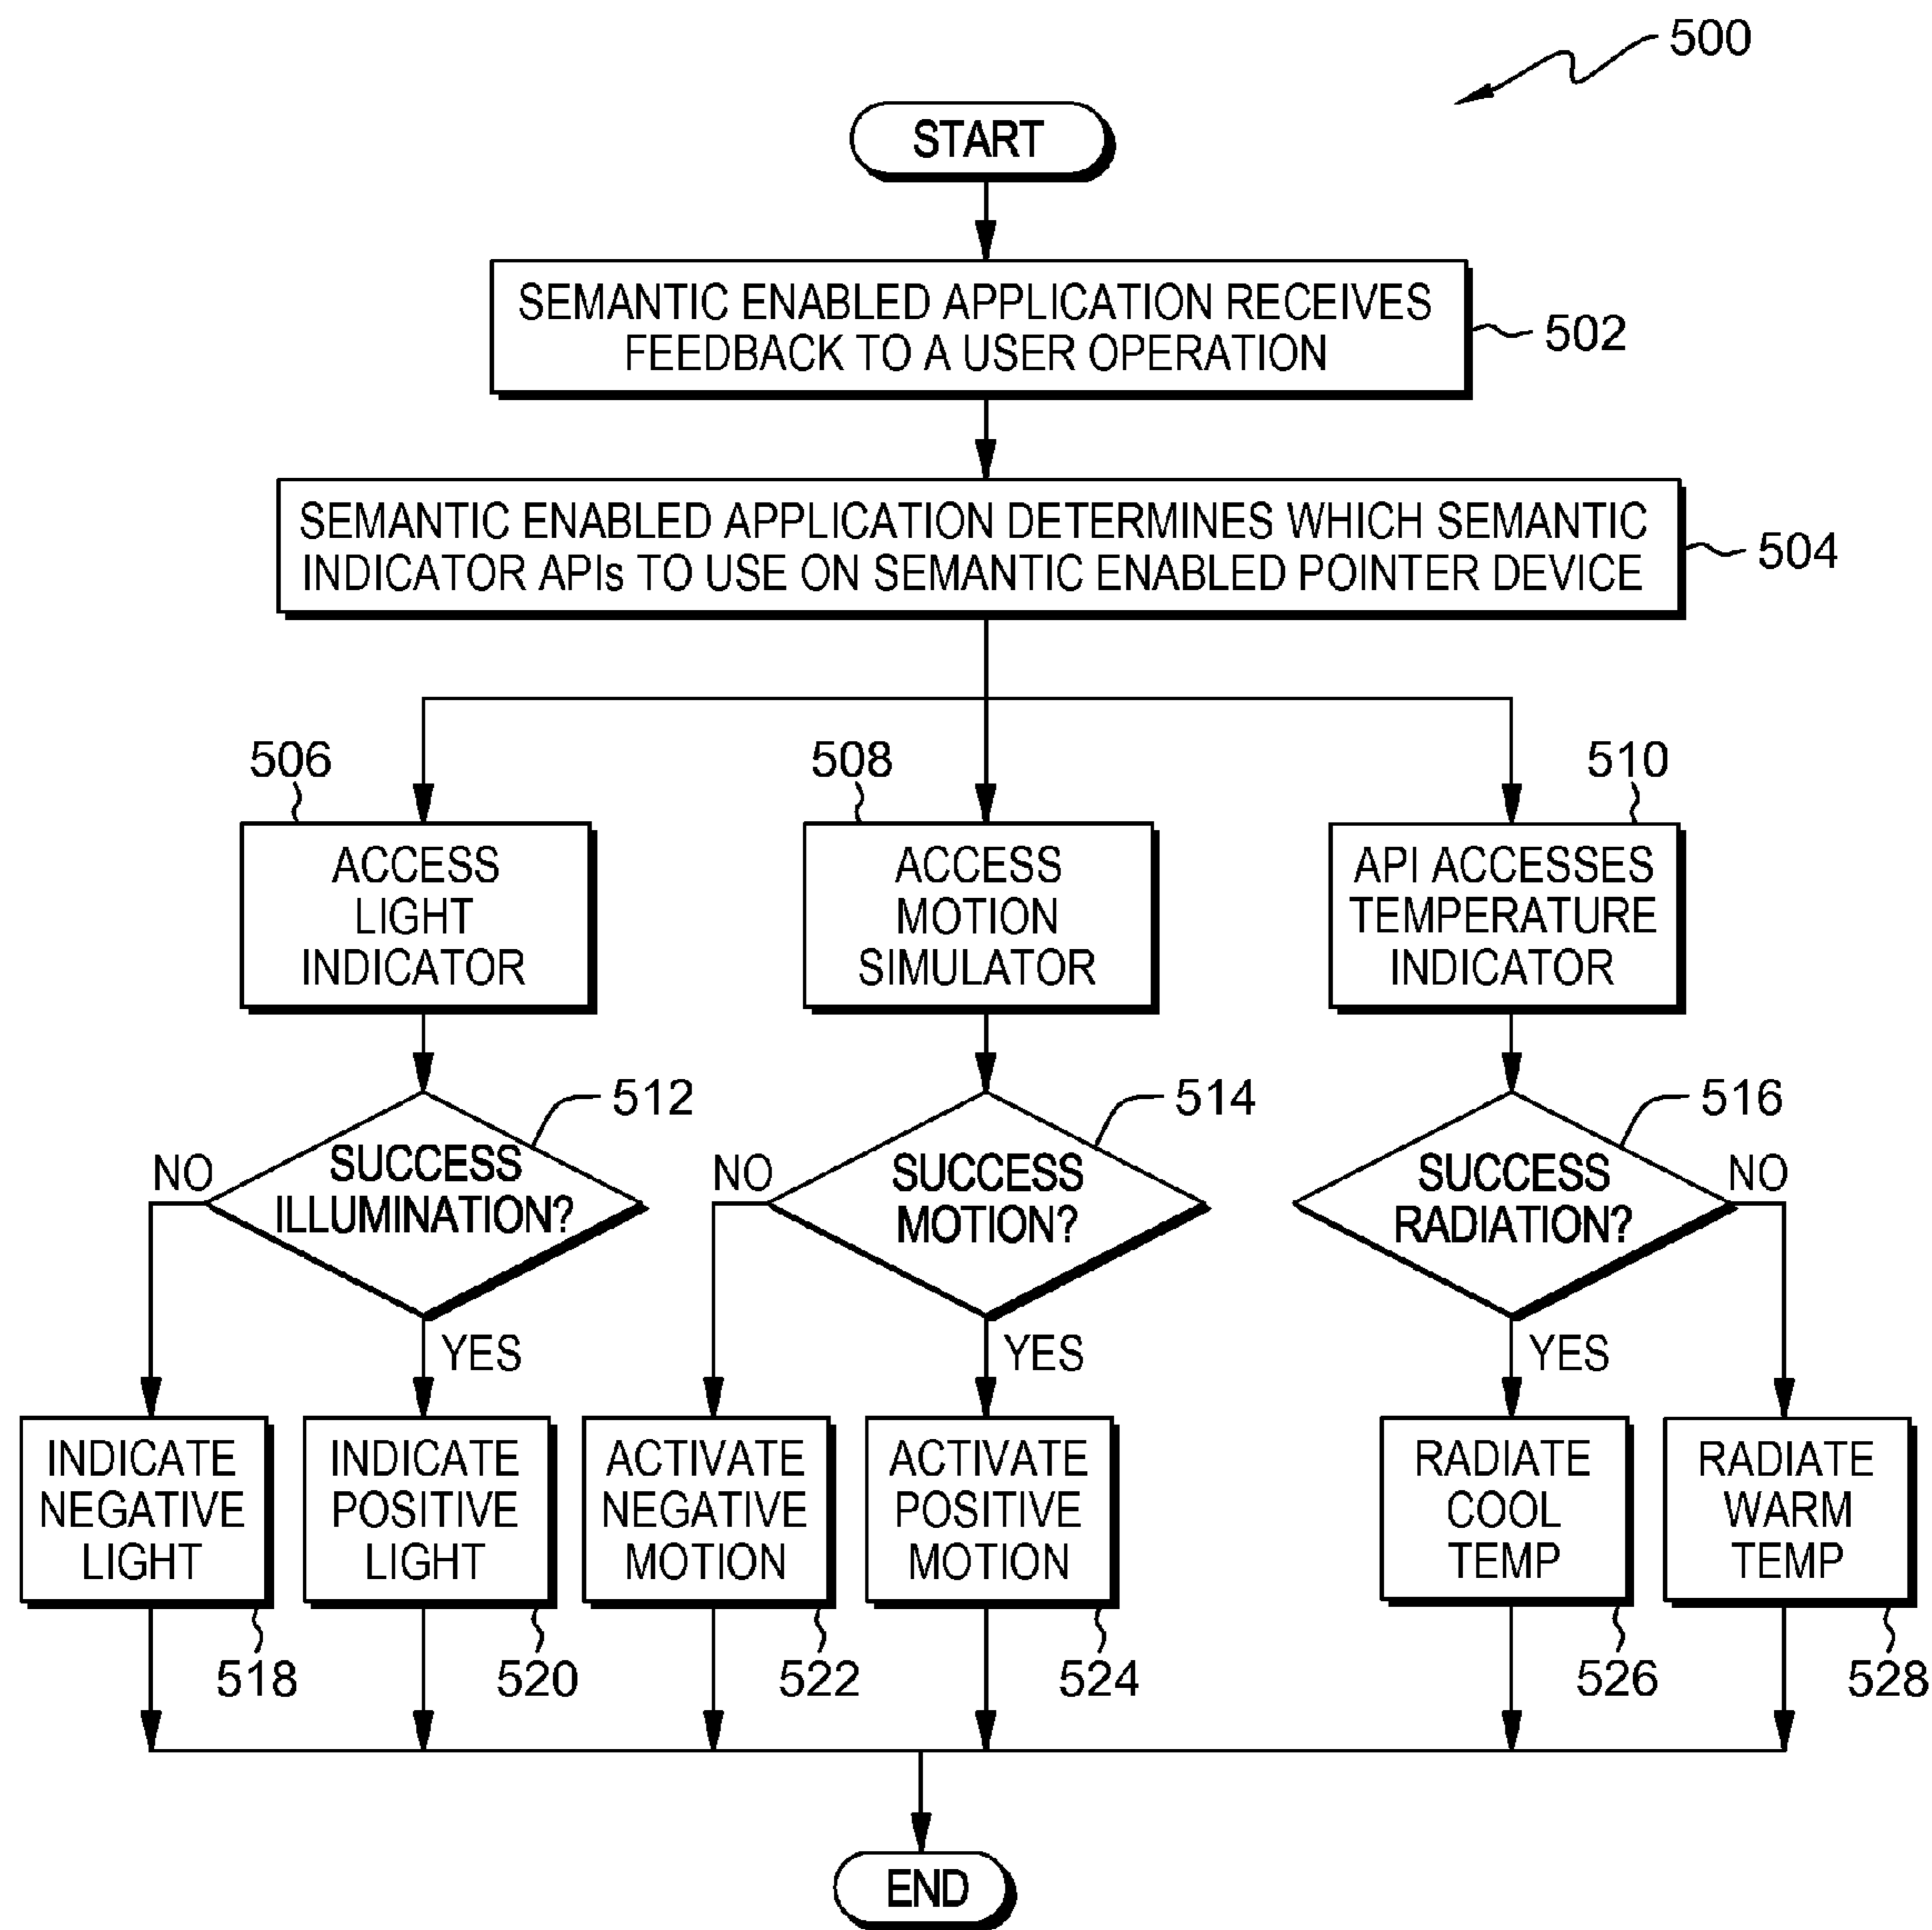 500
START
SEMANTIC ENABLED APPLICATION RECEIVES
FEEDBACK TO A USER OPERATION
502
SEMANTIC ENABLED APPLICATION DETERMINES WHICH SEMANTIC
INDICATOR APIs TO USE ON SEMANTIC ENABLED POINTER DEVICE
504
506
ACCESS
LIGHT
INDICATOR
508
ACCESS
MOTION
SIMULATOR
510
API ACCESSES
TEMPERATURE
INDICATOR
512
SUCCESS
ILLUMINATION?
NO
YES
514
SUCCESS
MOTION?
NO
YES
516
SUCCESS
RADIATION?
NO
YES
INDICATE
NEGATIVE
LIGHT
518
INDICATE
POSITIVE
LIGHT
520
ACTIVATE
NEGATIVE
MOTION
522
ACTIVATE
POSITIVE
MOTION
524
RADIATE
COOL
TEMP
526
RADIATE
WARM
TEMP
528
END